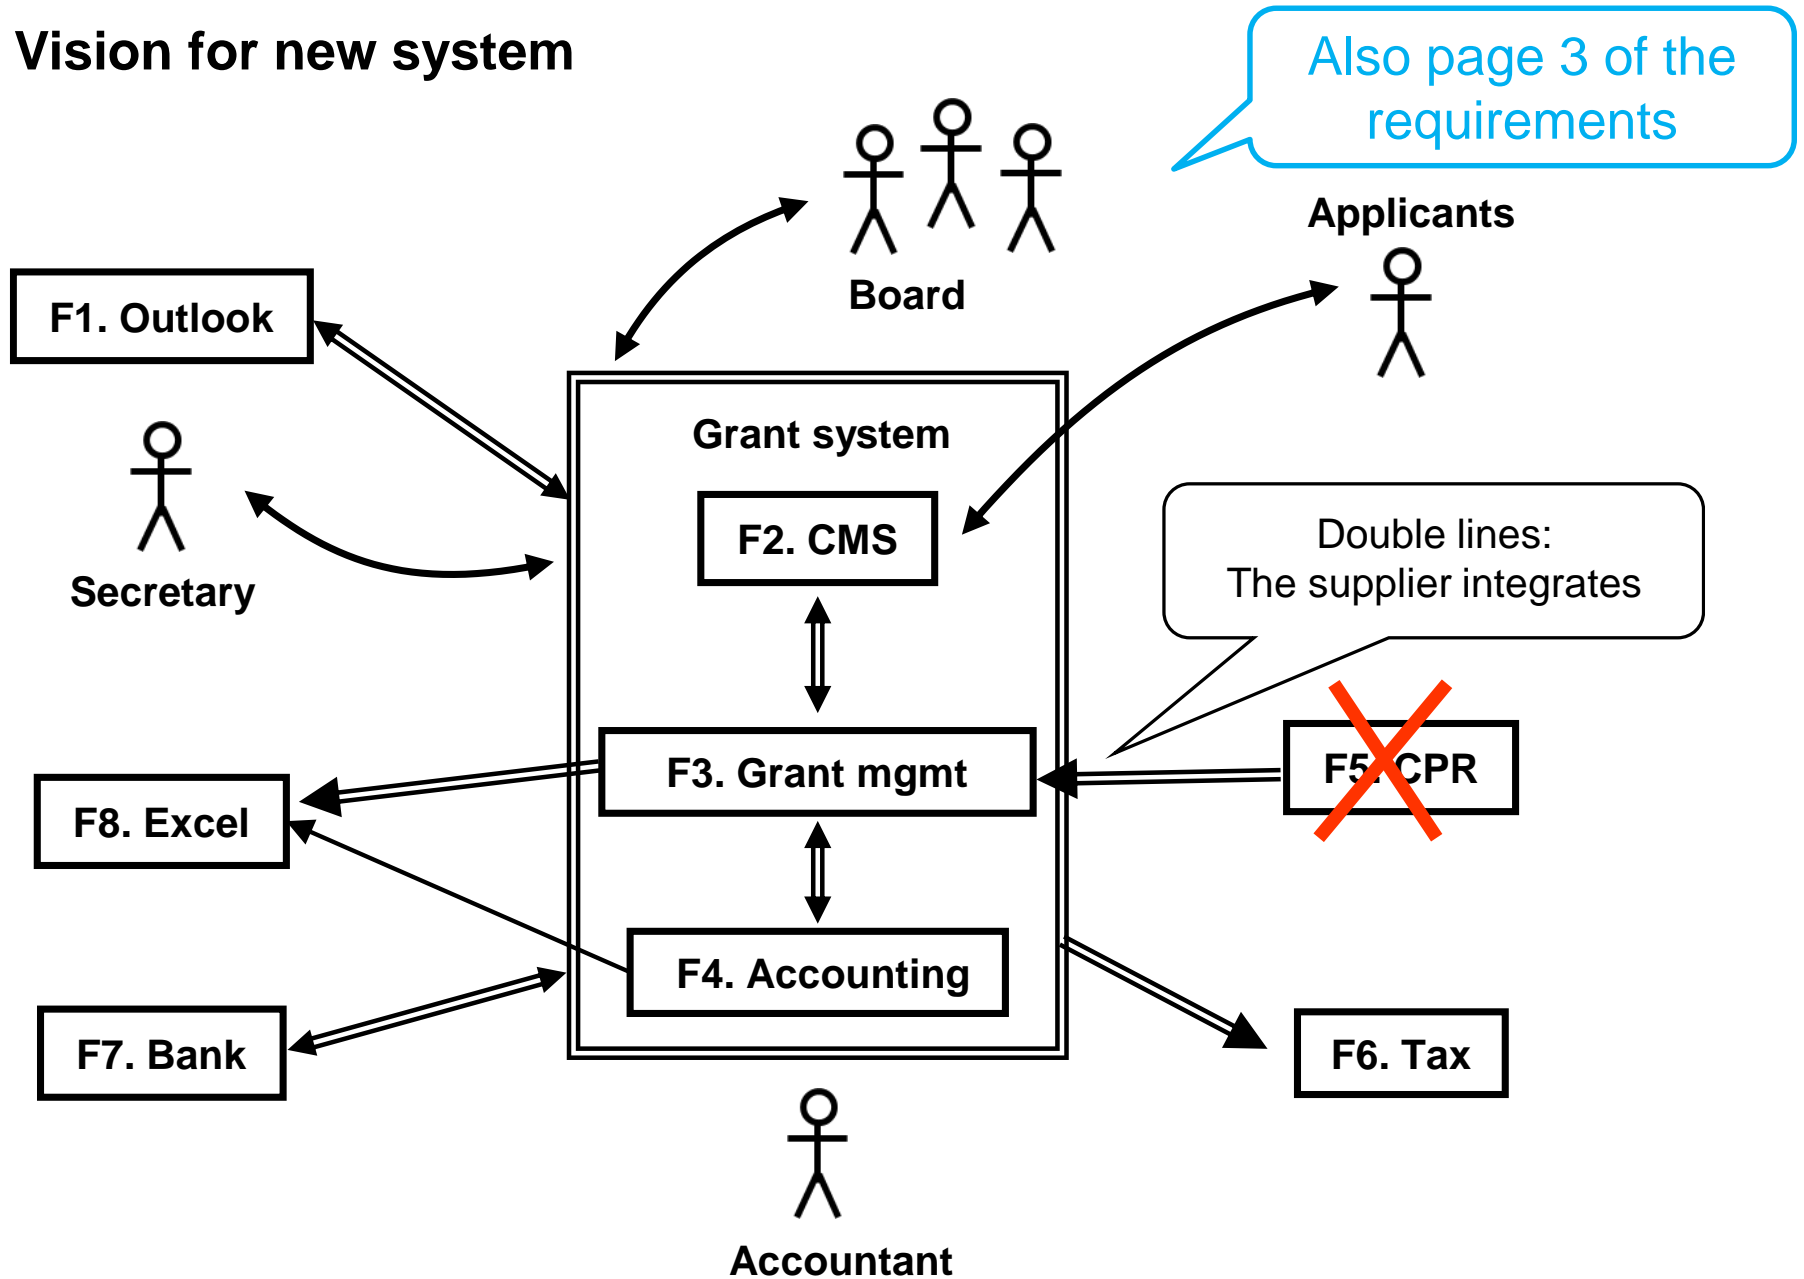 Vision for new system
Also page 3 of the
requirements
Applicants
Board
F1. Outlook
Grant system
F2. CMS
Double lines:
The supplier integrates
Secretary
F3. Grant mgmt
F5. CPR
F8. Excel
F4. Accounting
F7. Bank
F6. Tax
Accountant